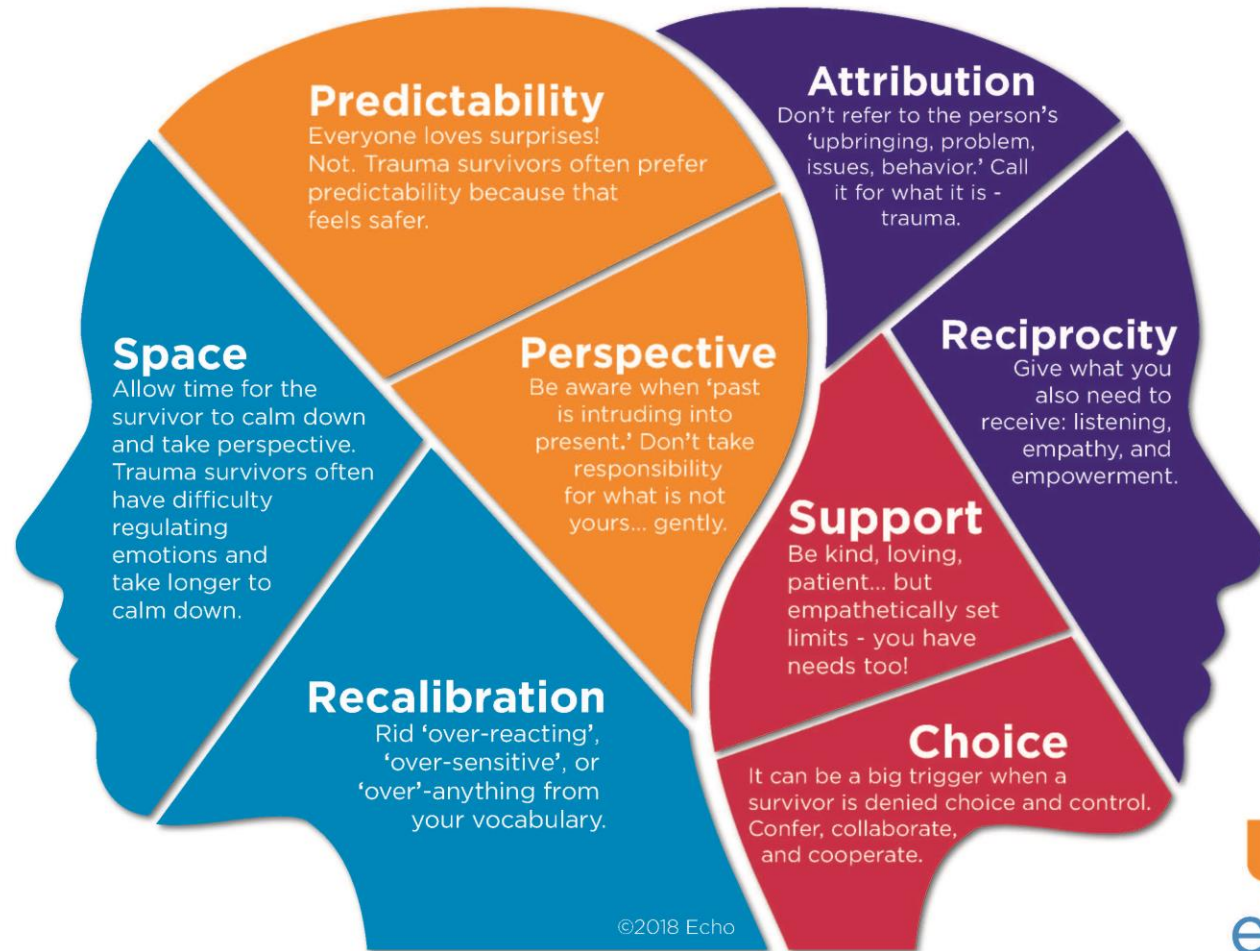 Predictability
Everyone loves surprises!
Not. Trauma survivors often prefer
predictability because that
feels safer.
Attribution
Don't refer to the person's
'upbringing, problem,
issues, behavior.' Call
it for what it is -
trauma.
Space
Allow time for the
survivor to calm down
and take perspective.
Trauma survivors often
have difficulty
regulating
emotions and
take longer to
calm down.
Perspective
Be aware when 'past
is intruding into
present.' Don't take
responsibility
for what is not
yours... gently.
Reciprocity
Give what you
also need to
receive: listening,
empathy, and
empowerment.
Support
Be kind, loving,
patient... but
empathetically set
limits - you have
needs too!
Recalibration
Rid 'over-reacting',
'over-sensitive', or
'over'-anything from
your vocabulary.
Choice
It can be a big trigger when a
survivor is denied choice and control.
Confer, collaborate,
and cooperate.
©2018 Echo